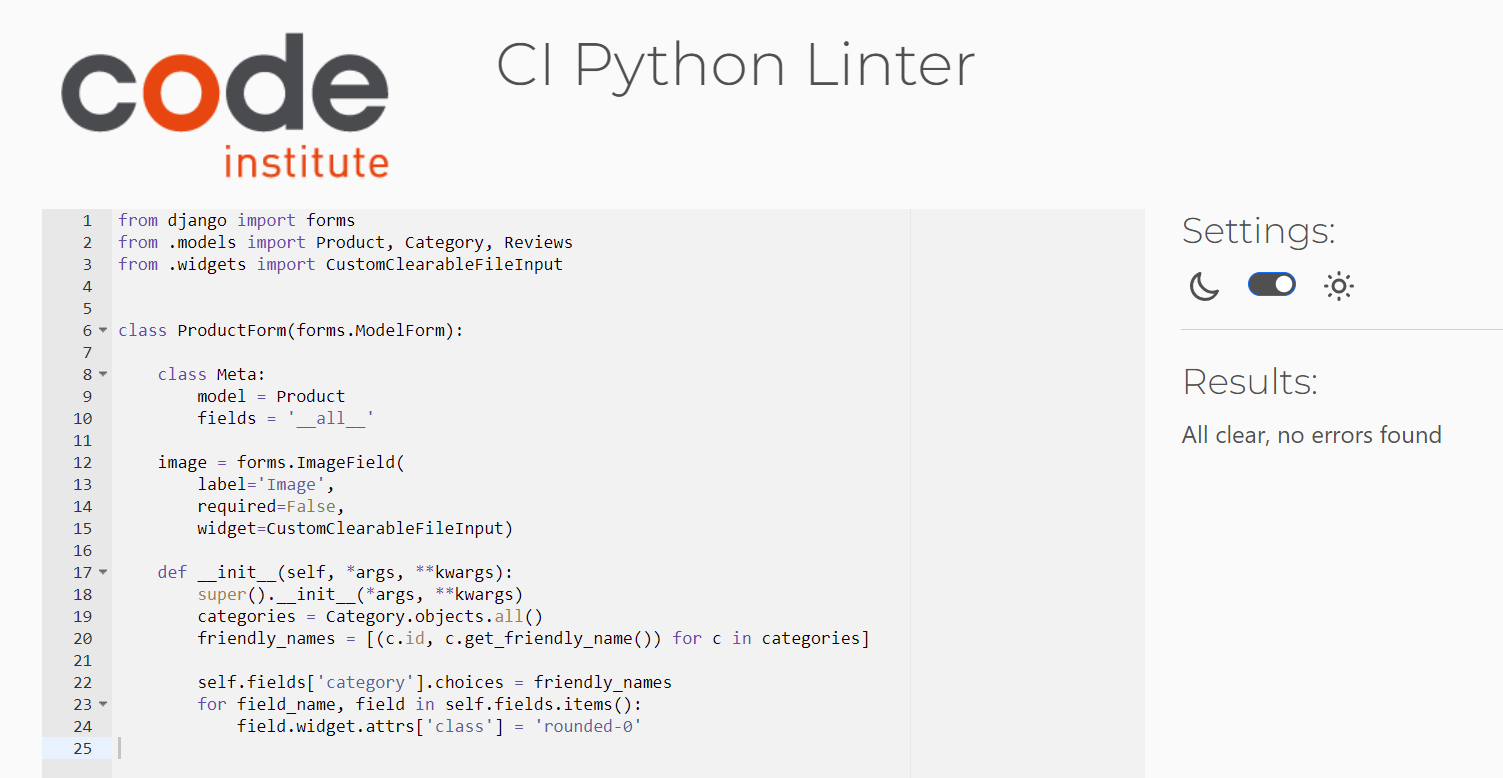 code
institute
CI Python Linter
1 from django import forms
2 from .models import Product, Category, Reviews
3 from .widgets import CustomClearableFileInput
4
5
6 class ProductForm(forms.ModelForm):
7
8     class Meta:
9         model = Product
10         fields = '__all__'
11
12     image = forms.ImageField(
13         label='Image',
14         required=False,
15         widget=CustomClearableFileInput)
16
17     def __init__(self, *args, **kwargs):
18         super().__init__(*args, **kwargs)
19         categories = Category.objects.all()
20         friendly_names = [(c.id, c.get_friendly_name()) for c in categories]
21
22         self.fields['category'].choices = friendly_names
23         for field_name, field in self.fields.items():
24             field.widget.attrs['class'] = 'rounded-0'
25
Settings:
Results:
All clear, no errors found